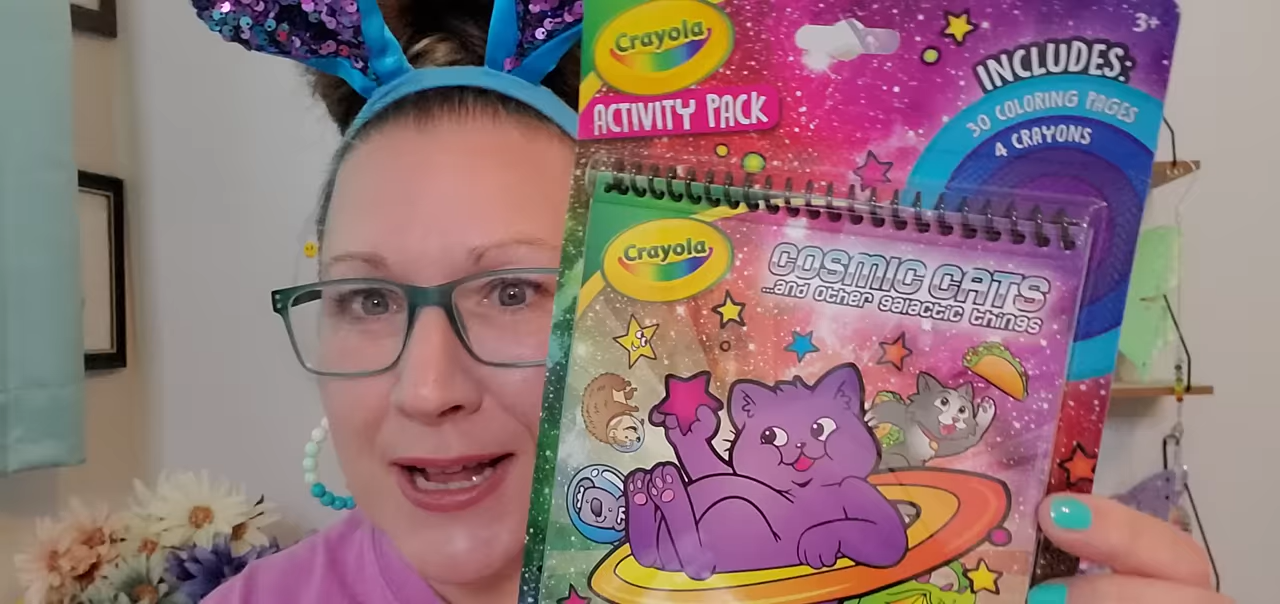 Crayola
ACTIVITY PACK
3+
INCLUDES:
30 COLORING PAGES
4 CRAYONS
Crayola
COSMIC CATS
...and other galactic things